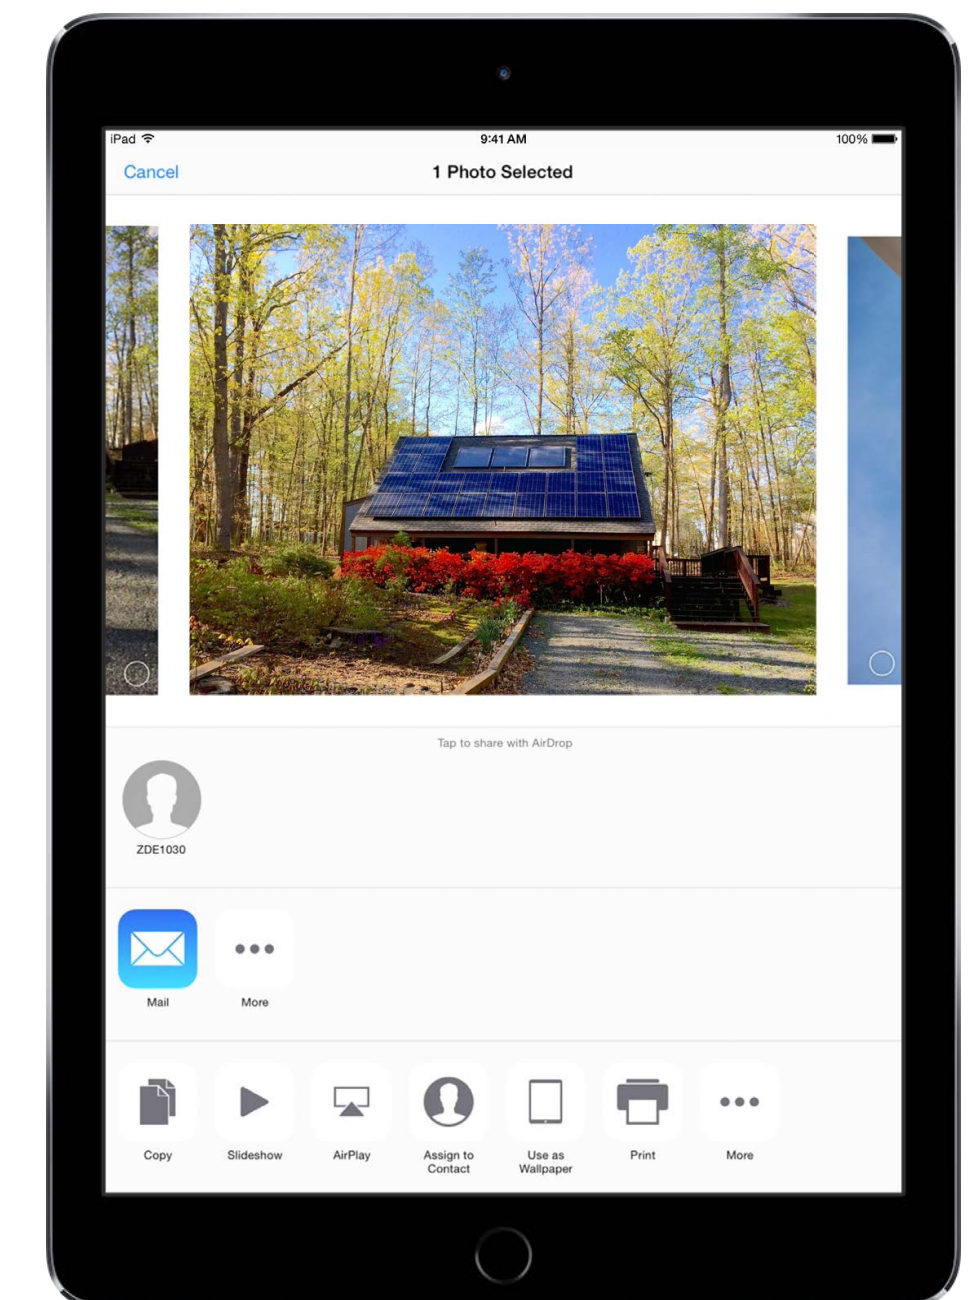 iPad 9:41 AM 100%
Cancel 1 Photo Selected
Tap to share with AirDrop
ZDE1030
Mail More
Copy Slideshow AirPlay Assign to Contact Use as Wallpaper Print More